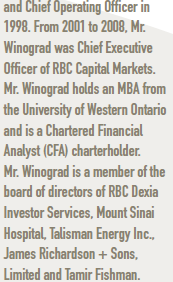 and Chief Operating Officer in
1998. From 2001 to 2008, Mr.
Winograd was Chief Executive
Officer of RBC Capital Markets.
Mr. Winograd holds an MBA from
the University of Western Ontario
and is a Chartered Financial
Analyst (CFA) charterholder.
Mr. Winograd is a member of the
board of directors of RBC Dexia
Investor Services, Mount Sinai
Hospital, Talisman Energy Inc.,
James Richardson + Sons,
Limited and Tamir Fishman.